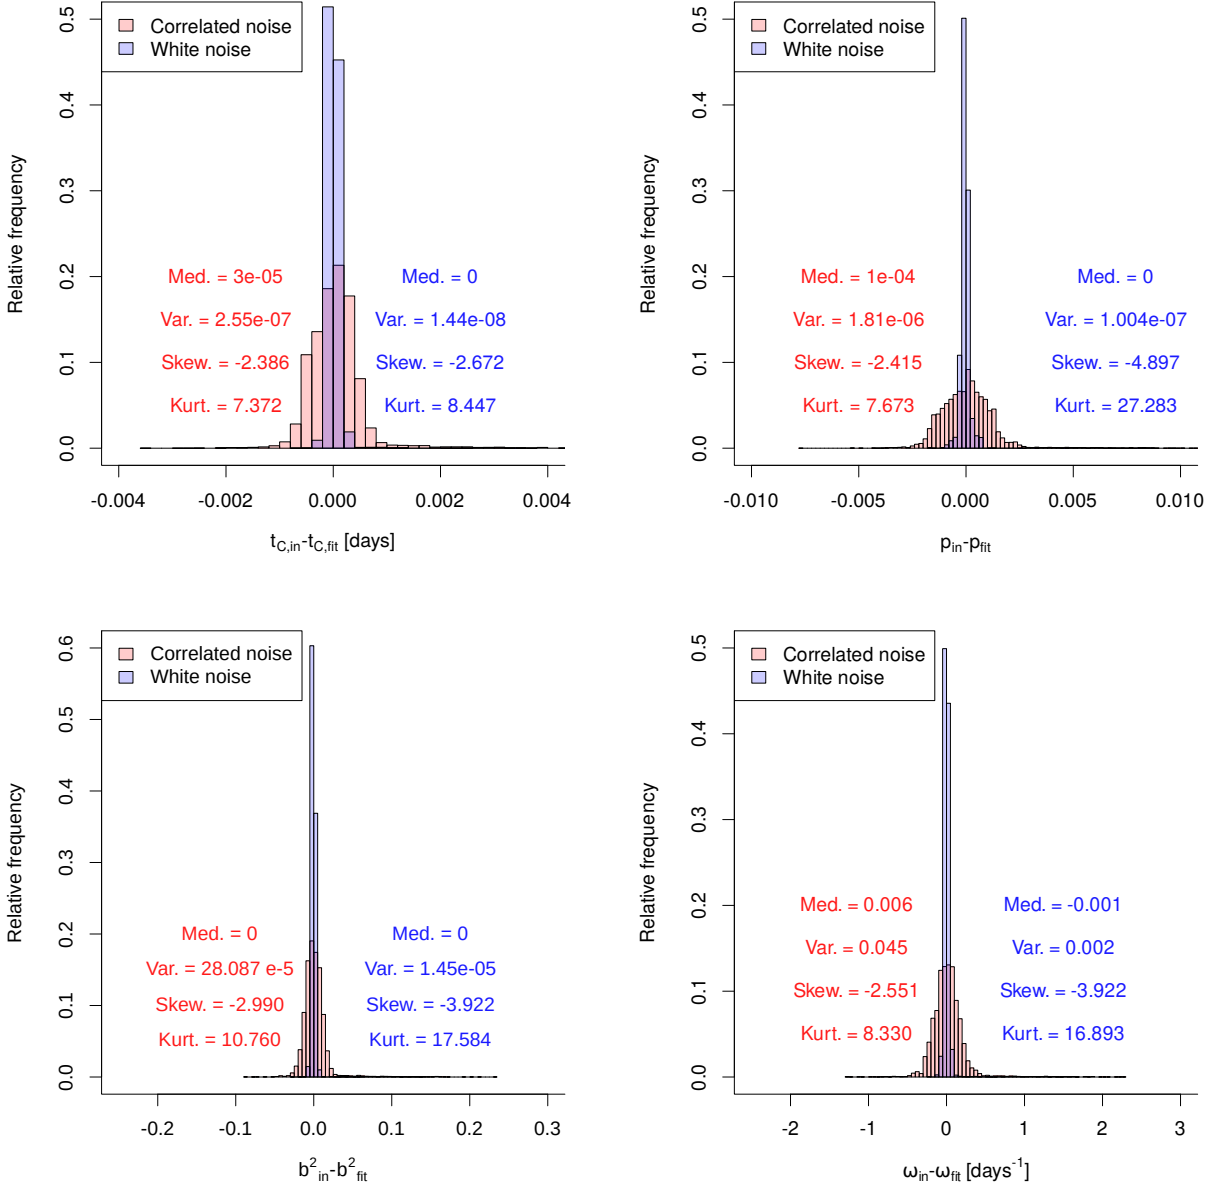 Correlated noise
White noise
Relative frequency
0.0 0.1 0.2 0.3 0.4 0.5
Med. = 3e-05
Var. = 2.55e-07
Skew. = -2.386
Kurt. = 7.372
Med. = 0
Var. = 1.44e-08
Skew. = -2.672
Kurt. = 8.447
-0.004 -0.002 0.000 0.002 0.004
t_C,in-t_C,fit [days]
Correlated noise
White noise
Relative frequency
0.0 0.1 0.2 0.3 0.4 0.5
Med. = 1e-04
Var. = 1.81e-06
Skew. = -2.415
Kurt. = 7.673
Med. = 0
Var. = 1.004e-07
Skew. = -4.897
Kurt. = 27.283
-0.010 -0.005 0.000 0.005 0.010
p_in-p_fit
Correlated noise
White noise
Relative frequency
0.0 0.1 0.2 0.3 0.4 0.5 0.6
Med. = 0
Var. = 28.087 e-5
Skew. = -2.990
Kurt. = 10.760
Med. = 0
Var. = 1.45e-05
Skew. = -3.922
Kurt. = 17.584
-0.2 -0.1 0.0 0.1 0.2 0.3
b²_in-b²_fit
Correlated noise
White noise
Relative frequency
0.0 0.1 0.2 0.3 0.4 0.5
Med. = 0.006
Var. = 0.045
Skew. = -2.551
Kurt. = 8.330
Med. = -0.001
Var. = 0.002
Skew. = -3.922
Kurt. = 16.893
-2 -1 0 1 2 3
ω_in-ω_fit [days⁻¹]